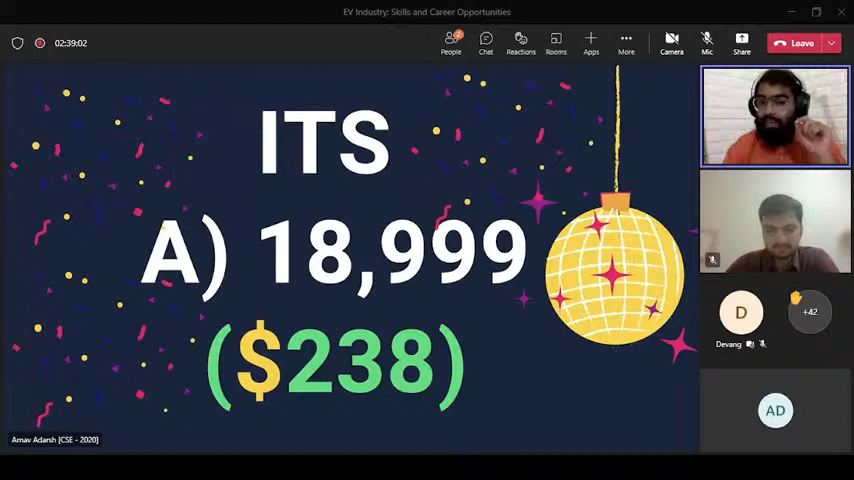 EV Industry: Skills and Career Opportunities
02:39:02
2
People
Chat
Reactions
Rooms
Apps
More
Camera
Mic
Share
Leave
ITS
A) 18,999
($238)
D
+42
Devang
AD
Arnav Adarsh [CSE - 2020]